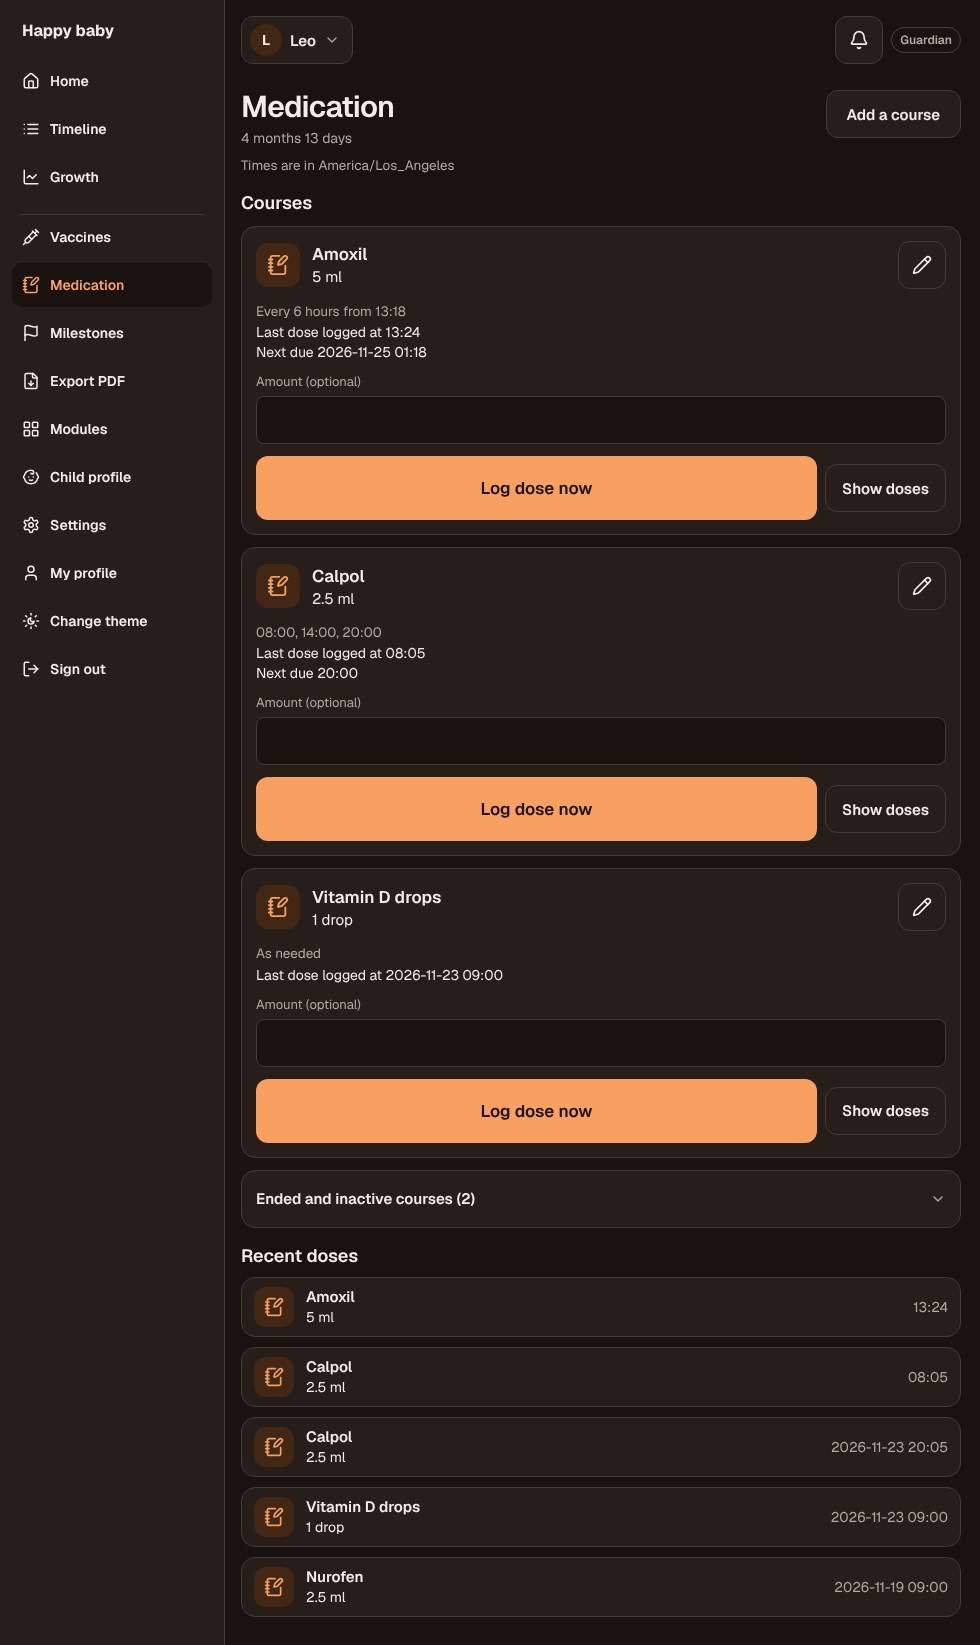 Happy baby
Home
Timeline
Growth
Vaccines
Medication
Milestones
Export PDF
Modules
Child profile
Settings
My profile
Change theme
Sign out
L
Leo
Guardian
Medication
4 months 13 days
Times are in America/Los_Angeles
Add a course
Courses
Amoxil
5 ml
Every 6 hours from 13:18
Last dose logged at 13:24
Next due 2026-11-25 01:18
Amount (optional)
Log dose now
Show doses
Calpol
2.5 ml
08:00, 14:00, 20:00
Last dose logged at 08:05
Next due 20:00
Amount (optional)
Log dose now
Show doses
Vitamin D drops
1 drop
As needed
Last dose logged at 2026-11-23 09:00
Amount (optional)
Log dose now
Show doses
Ended and inactive courses (2)
Recent doses
Amoxil
5 ml
13:24
Calpol
2.5 ml
08:05
Calpol
2.5 ml
2026-11-23 20:05
Vitamin D drops
1 drop
2026-11-23 09:00
Nurofen
2.5 ml
2026-11-19 09:00